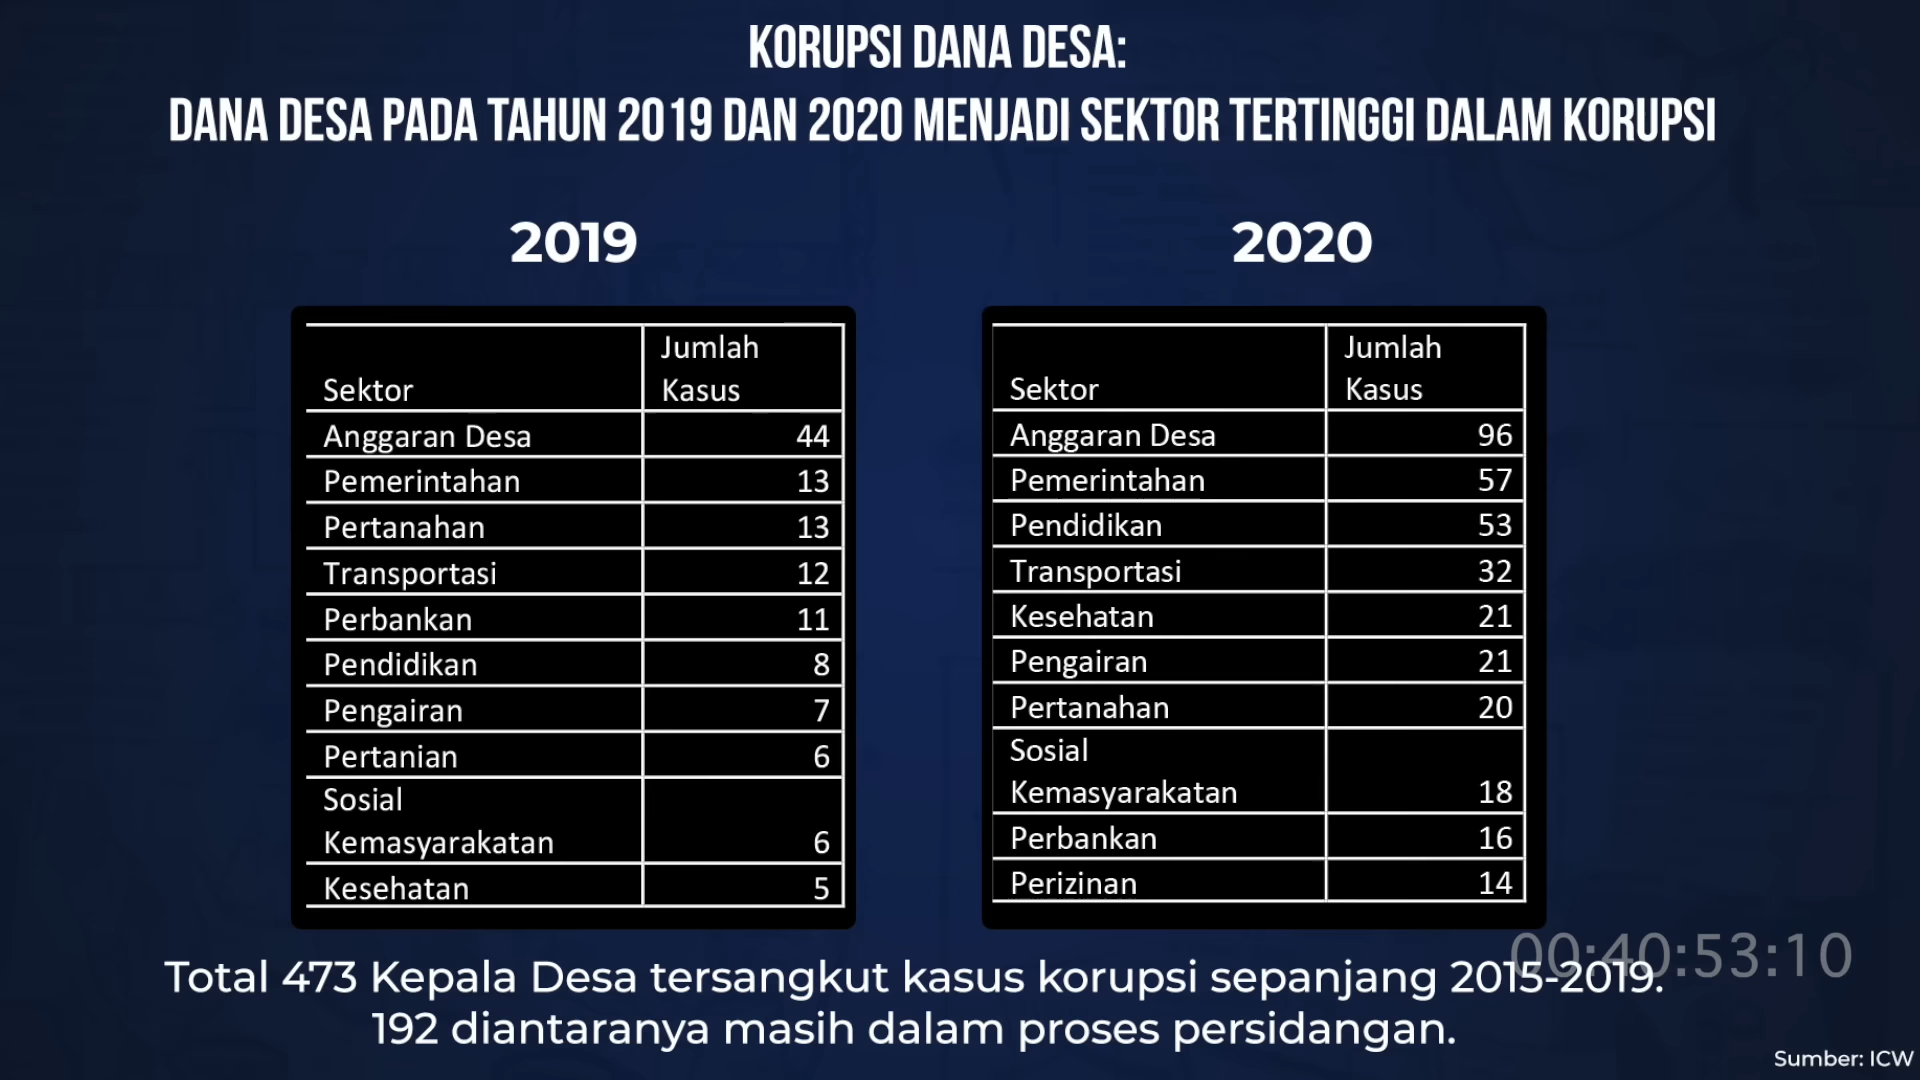 KORUPSI DANA DESA:
DANA DESA PADA TAHUN 2019 DAN 2020 MENJADI SEKTOR TERTINGGI DALAM KORUPSI
2019
Sektor Jumlah Kasus
Anggaran Desa 44
Pemerintahan 13
Pertanahan 13
Transportasi 12
Perbankan 11
Pendidikan 8
Pengairan 7
Pertanian 6
Sosial
Kemasyarakatan 6
Kesehatan 5
2020
Sektor Jumlah Kasus
Anggaran Desa 96
Pemerintahan 57
Pendidikan 53
Transportasi 32
Kesehatan 21
Pengairan 21
Pertanahan 20
Sosial
Kemasyarakatan 18
Perbankan 16
Perizinan 14
00:40:53:10
Total 473 Kepala Desa tersangkut kasus korupsi sepanjang 2015-2019.
192 diantaranya masih dalam proses persidangan.
Sumber: ICW